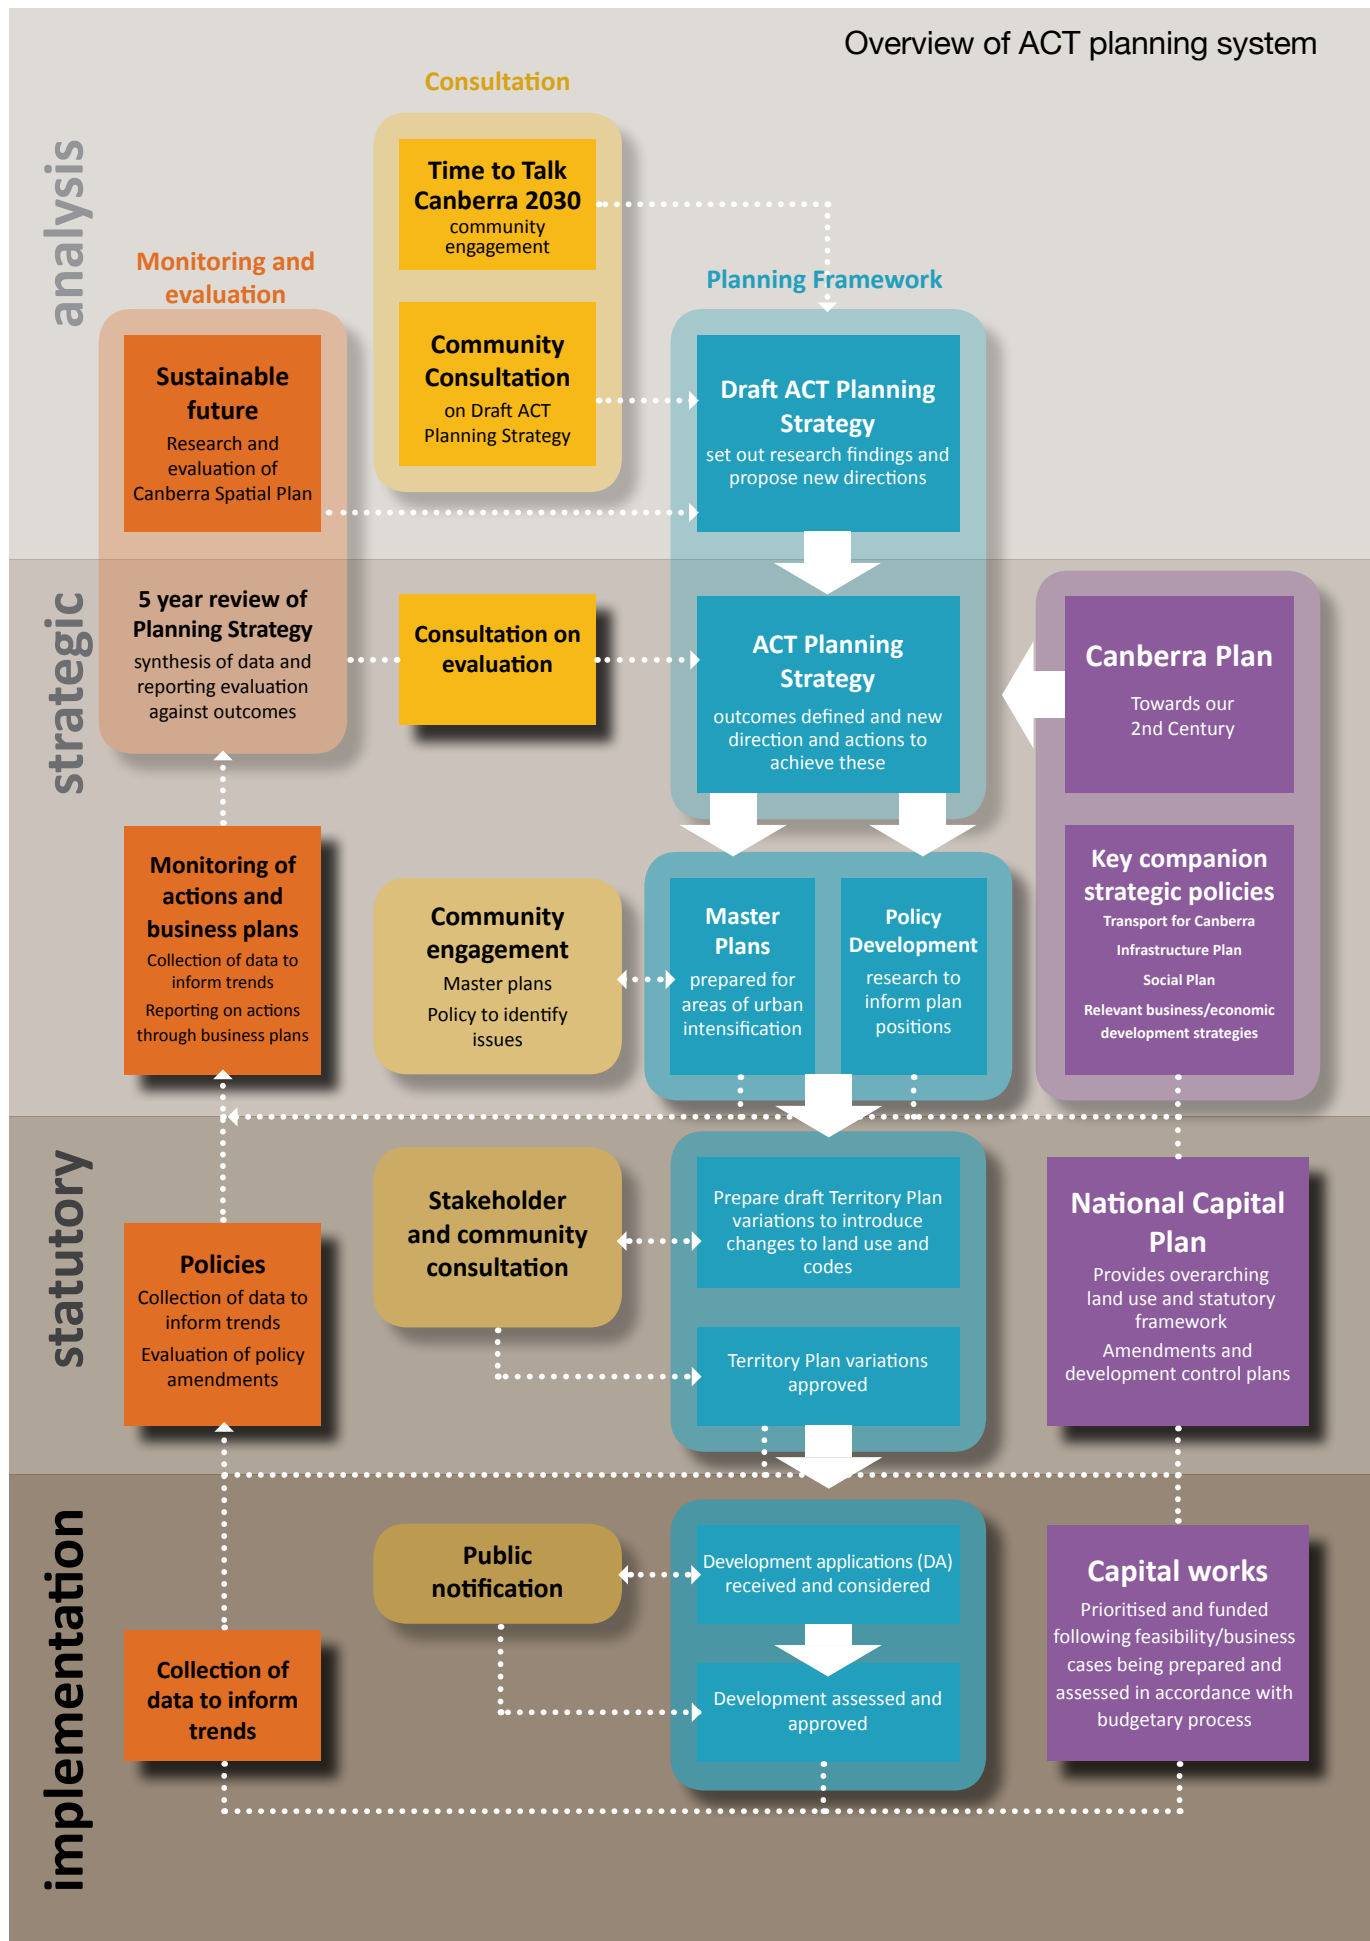 Overview of ACT planning system
analysis
Consultation
Time to Talk
Canberra 2030
community
engagement
Community
Consultation
on Draft ACT
Planning Strategy
Monitoring and
evaluation
Sustainable
future
Research and
evaluation of
Canberra Spatial Plan
Planning Framework
Draft ACT Planning
Strategy
set out research findings and
propose new directions
strategic
5 year review of
Planning Strategy
synthesis of data and
reporting evaluation
against outcomes
Consultation on
evaluation
ACT Planning
Strategy
outcomes defined and new
direction and actions to
achieve these
Canberra Plan
Towards our
2nd Century
Monitoring of
actions and
business plans
Collection of data to
inform trends
Reporting on actions
through business plans
Community
engagement
Master plans
Policy to identify
issues
Master
Plans
prepared for
areas of urban
intensification
Policy
Development
research to
inform plan
positions
Key companion
strategic policies
Transport for Canberra
Infrastructure Plan
Social Plan
Relevant business/economic
development strategies
statutory
Policies
Collection of data to
inform trends
Evaluation of policy
amendments
Stakeholder
and community
consultation
Prepare draft Territory Plan
variations to introduce
changes to land use and
codes
Territory Plan variations
approved
National Capital
Plan
Provides overarching
land use and statutory
framework
Amendments and
development control plans
implementation
Collection of
data to inform
trends
Public
notification
Development applications (DA)
received and considered
Development assessed and
approved
Capital works
Prioritised and funded
following feasibility/business
cases being prepared and
assessed in accordance with
budgetary process